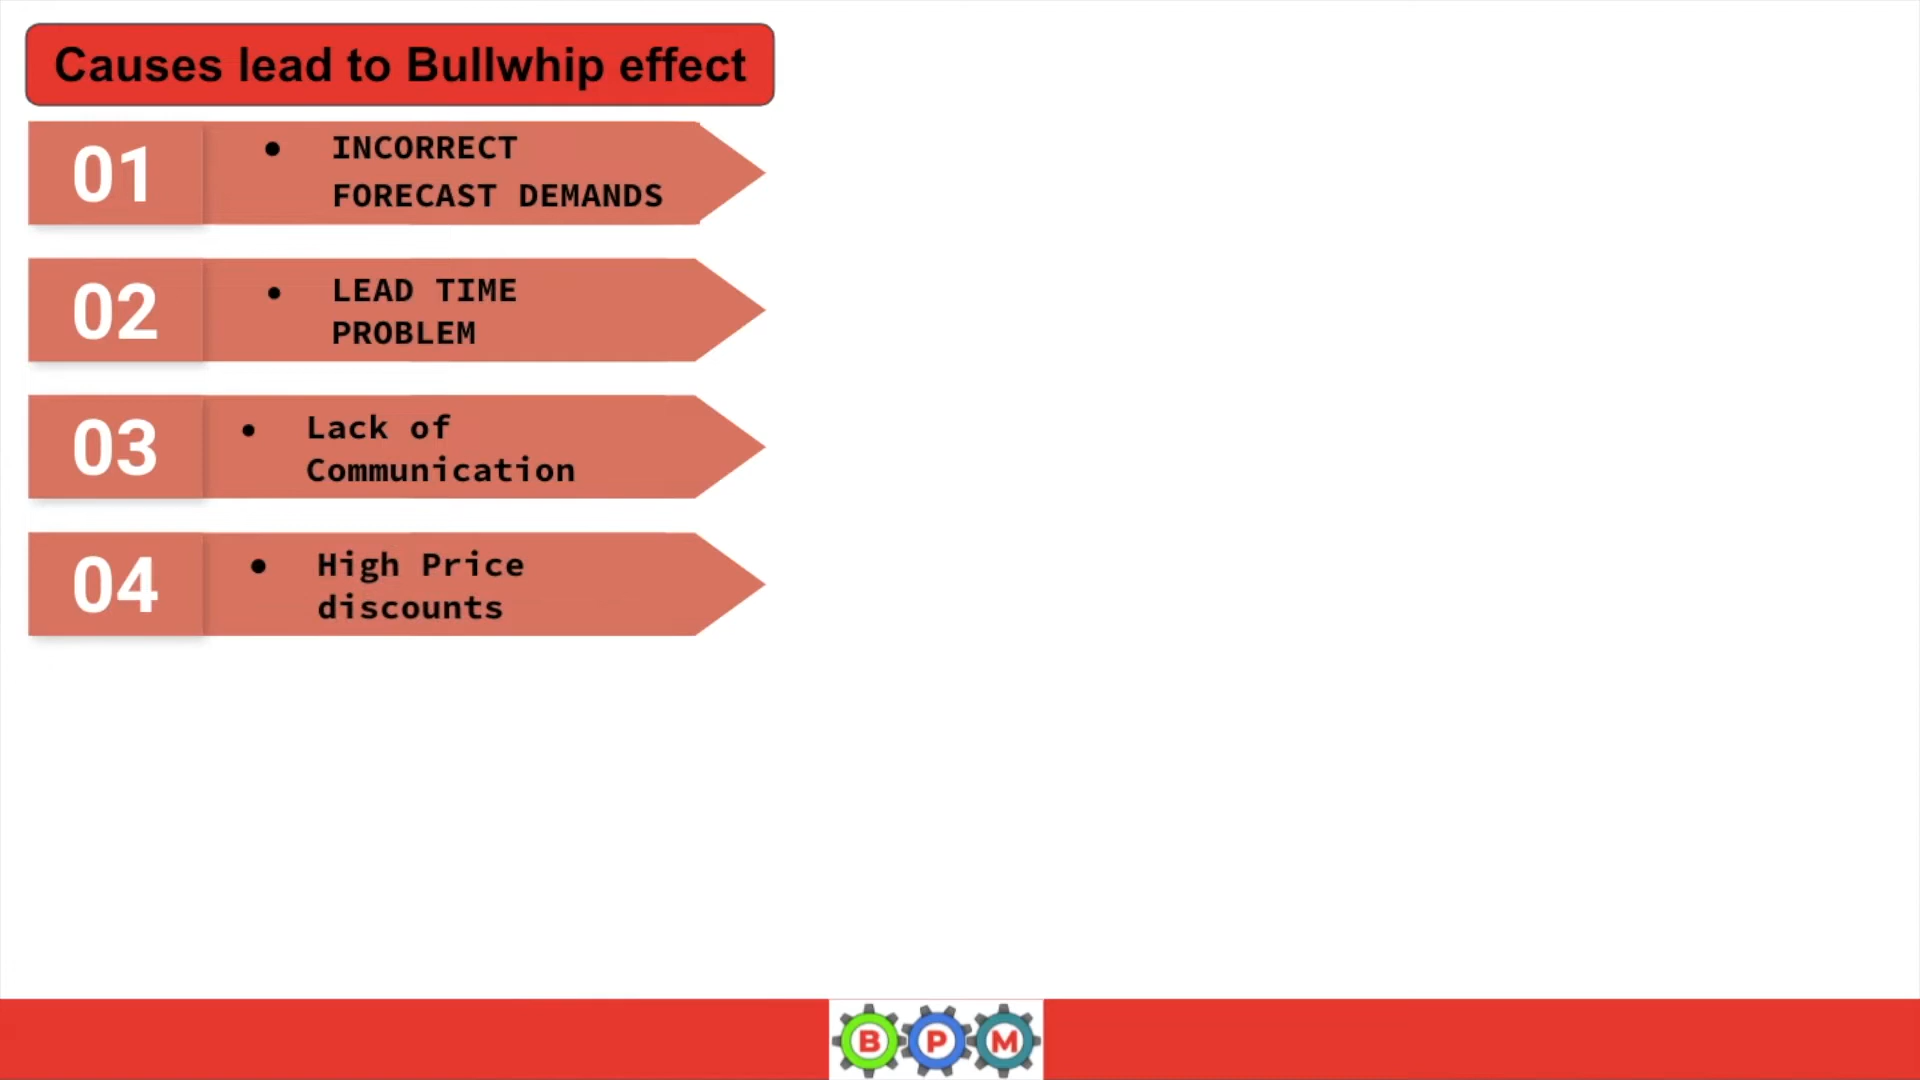 Causes lead to Bullwhip effect
01
• INCORRECT
FORECAST DEMANDS
02
• LEAD TIME
PROBLEM
03
• Lack of
Communication
04
• High Price
discounts
B P M